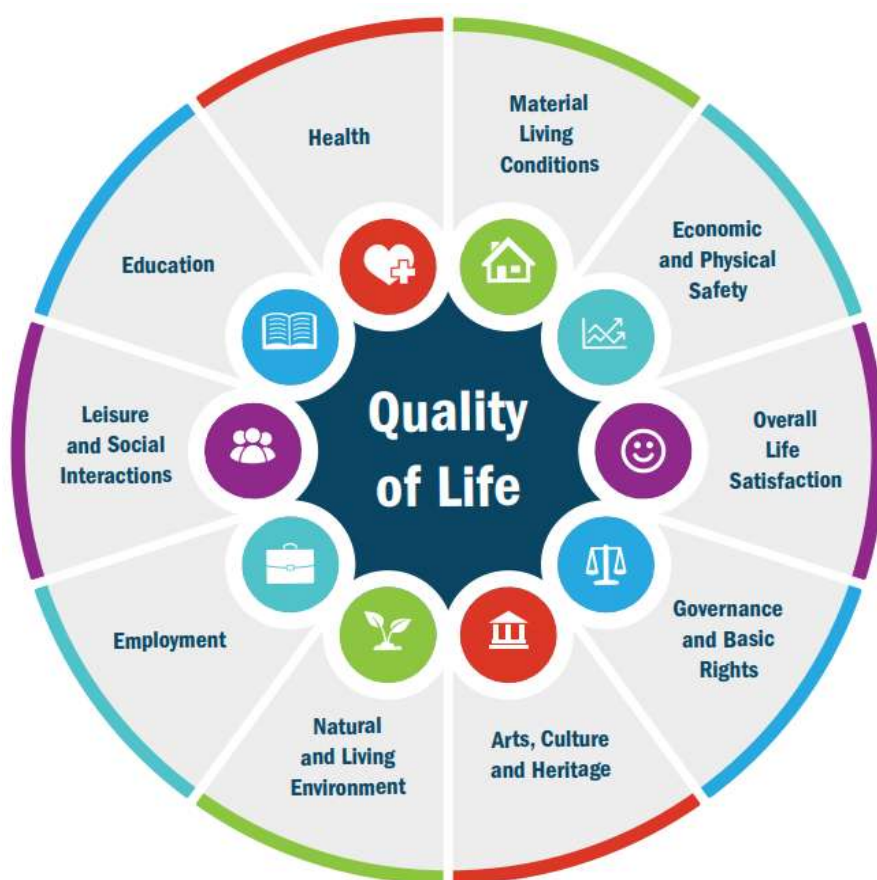 Quality
of Life
Material
Living
Conditions
Economic
and Physical
Safety
Overall
Life
Satisfaction
Governance
and Basic
Rights
Arts, Culture
and Heritage
Natural
and Living
Environment
Employment
Leisure
and Social
Interactions
Education
Health